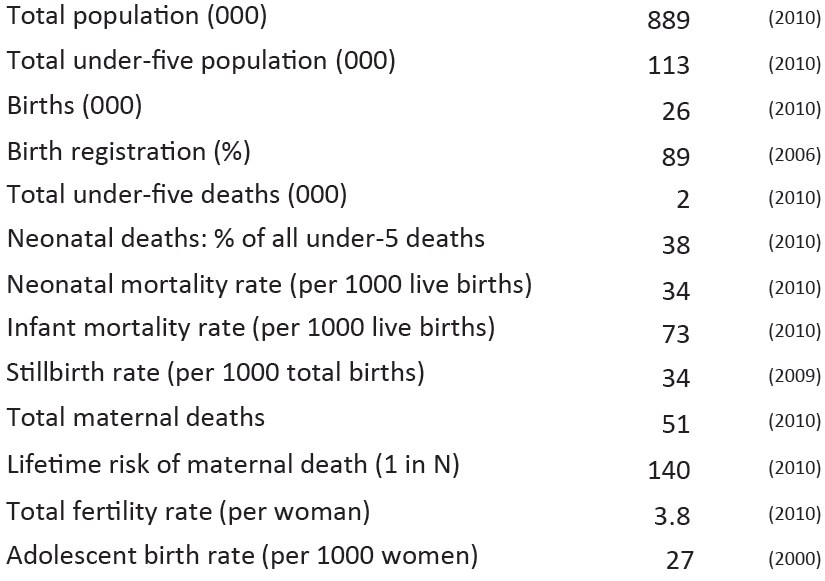 Total population (000) 889 (2010)
Total under-five population (000) 113 (2010)
Births (000) 26 (2010)
Birth registration (%) 89 (2006)
Total under-five deaths (000) 2 (2010)
Neonatal deaths: % of all under-5 deaths 38 (2010)
Neonatal mortality rate (per 1000 live births) 34 (2010)
Infant mortality rate (per 1000 live births) 73 (2010)
Stillbirth rate (per 1000 total births) 34 (2009)
Total maternal deaths 51 (2010)
Lifetime risk of maternal death (1 in N) 140 (2010)
Total fertility rate (per woman) 3.8 (2010)
Adolescent birth rate (per 1000 women) 27 (2000)